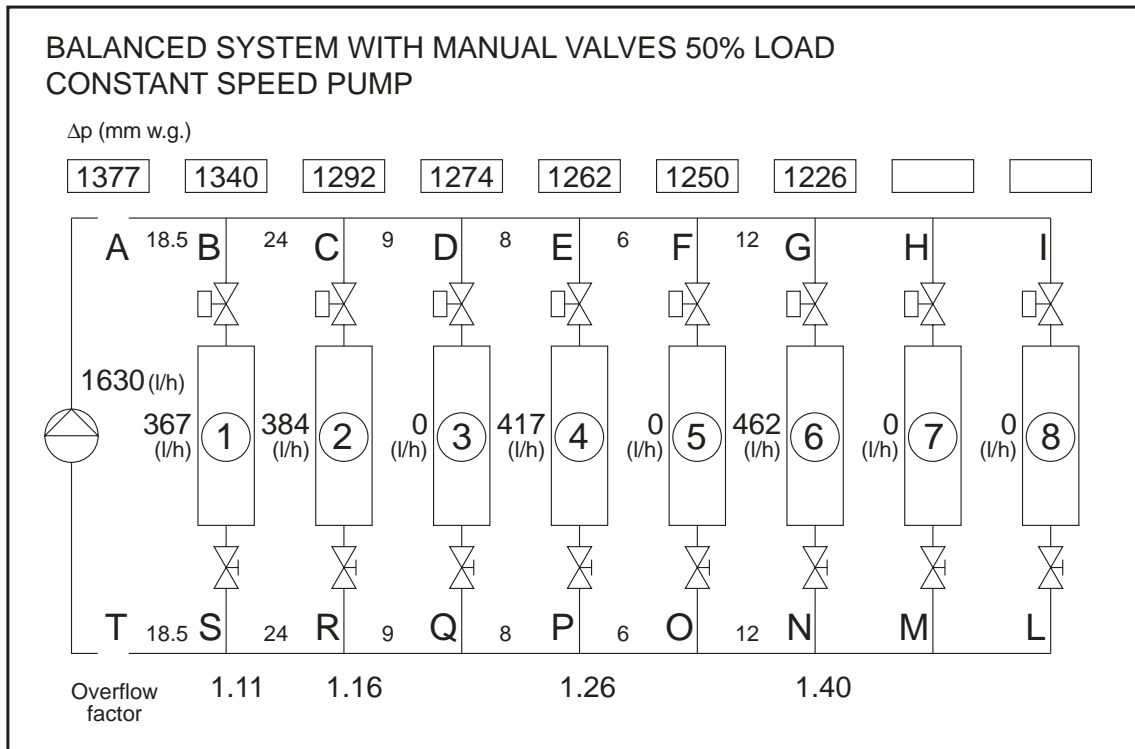 BALANCED SYSTEM WITH MANUAL VALVES 50% LOAD
CONSTANT SPEED PUMP
Δp (mm w.g.)
1377 1340 1292 1274 1262 1250 1226
A 18.5 B 24 C 9 D 8 E 6 F 12 G H I
1630 (l/h)
367 1 384 2 0 3 417 4 0 5 462 6 0 7 0 8
(l/h) (l/h) (l/h) (l/h) (l/h) (l/h) (l/h) (l/h)
T 18.5 S 24 R 9 Q 8 P 6 O 12 N M L
Overflow 1.11 1.16 1.26 1.40
factor